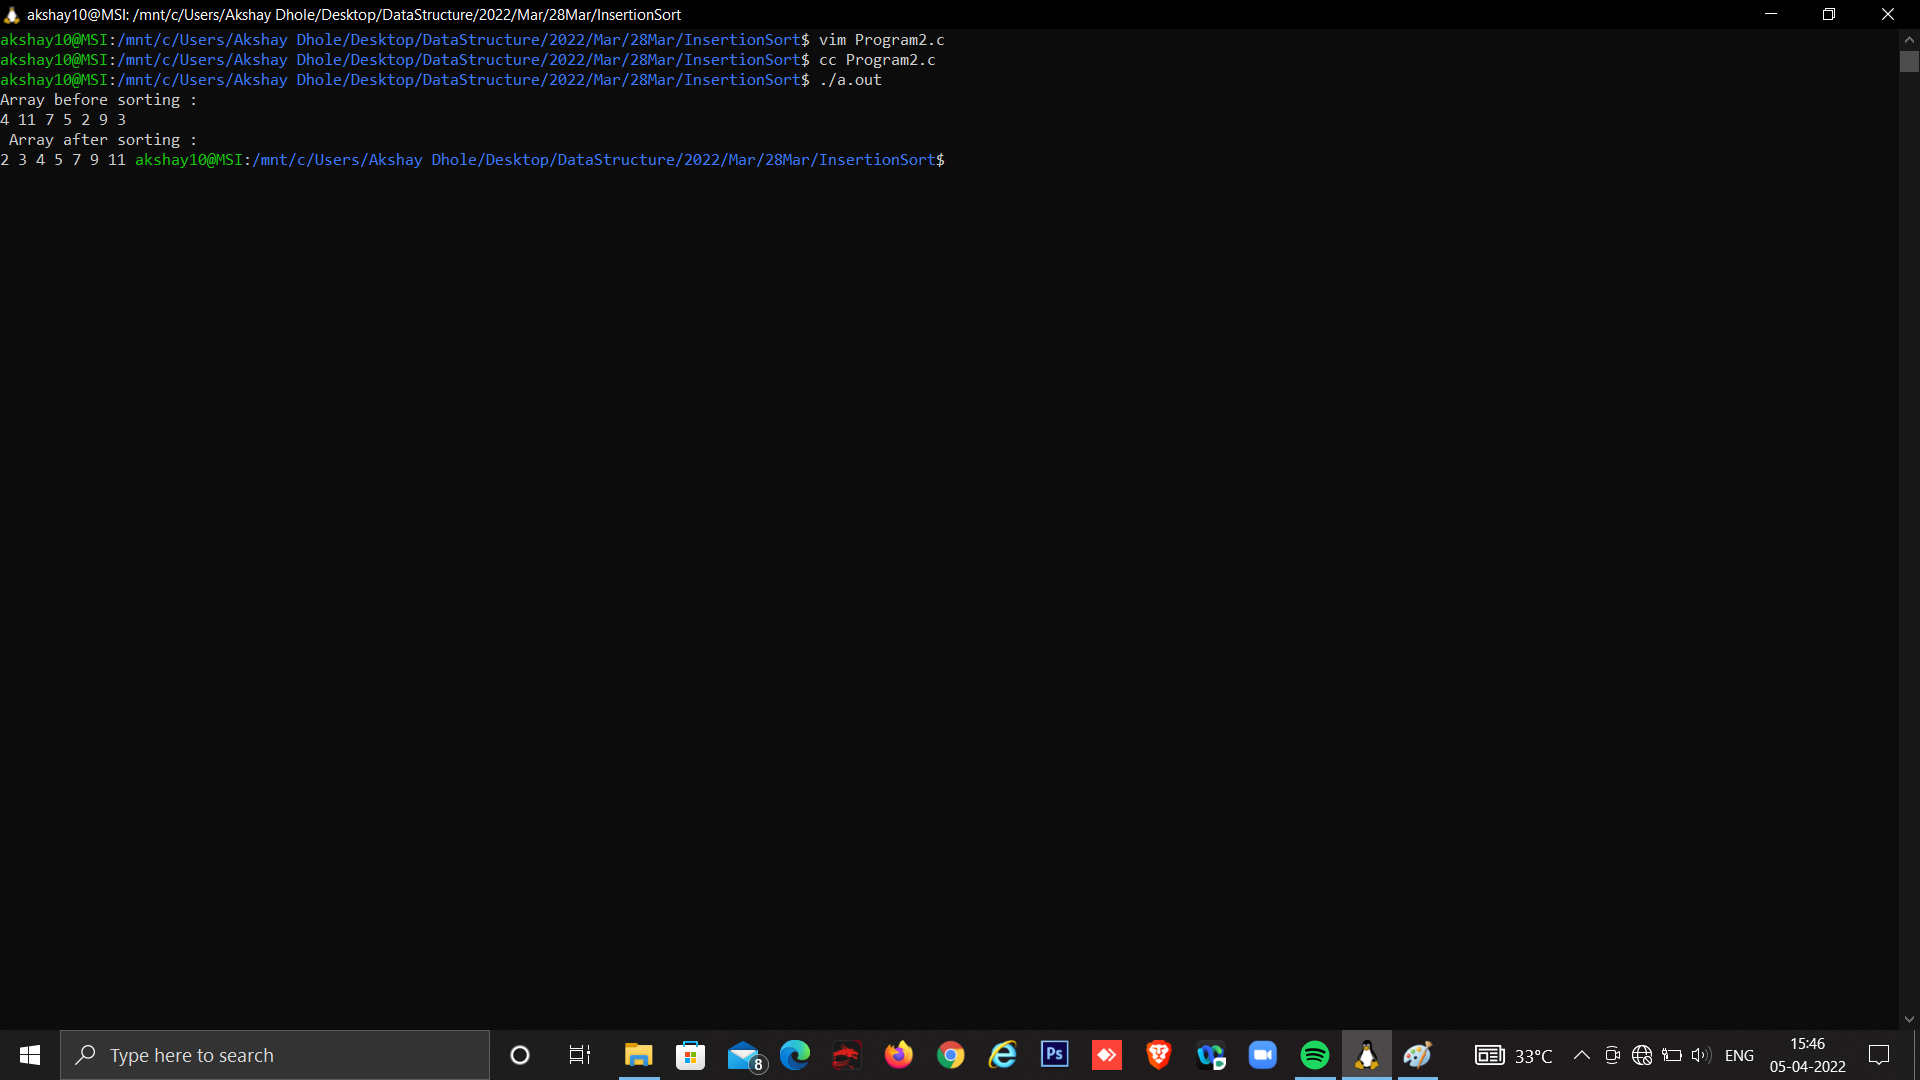 akshay10@MSI: /mnt/c/Users/Akshay Dhole/Desktop/DataStructure/2022/Mar/28Mar/InsertionSort
akshay10@MSI:/mnt/c/Users/Akshay Dhole/Desktop/DataStructure/2022/Mar/28Mar/InsertionSort$ vim Program2.c
akshay10@MSI:/mnt/c/Users/Akshay Dhole/Desktop/DataStructure/2022/Mar/28Mar/InsertionSort$ cc Program2.c
akshay10@MSI:/mnt/c/Users/Akshay Dhole/Desktop/DataStructure/2022/Mar/28Mar/InsertionSort$ ./a.out
Array before sorting :
4 11 7 5 2 9 3
 Array after sorting :
2 3 4 5 7 9 11 akshay10@MSI:/mnt/c/Users/Akshay Dhole/Desktop/DataStructure/2022/Mar/28Mar/InsertionSort$
Type here to search
8
Ps
33°C
ENG
15:46
05-04-2022